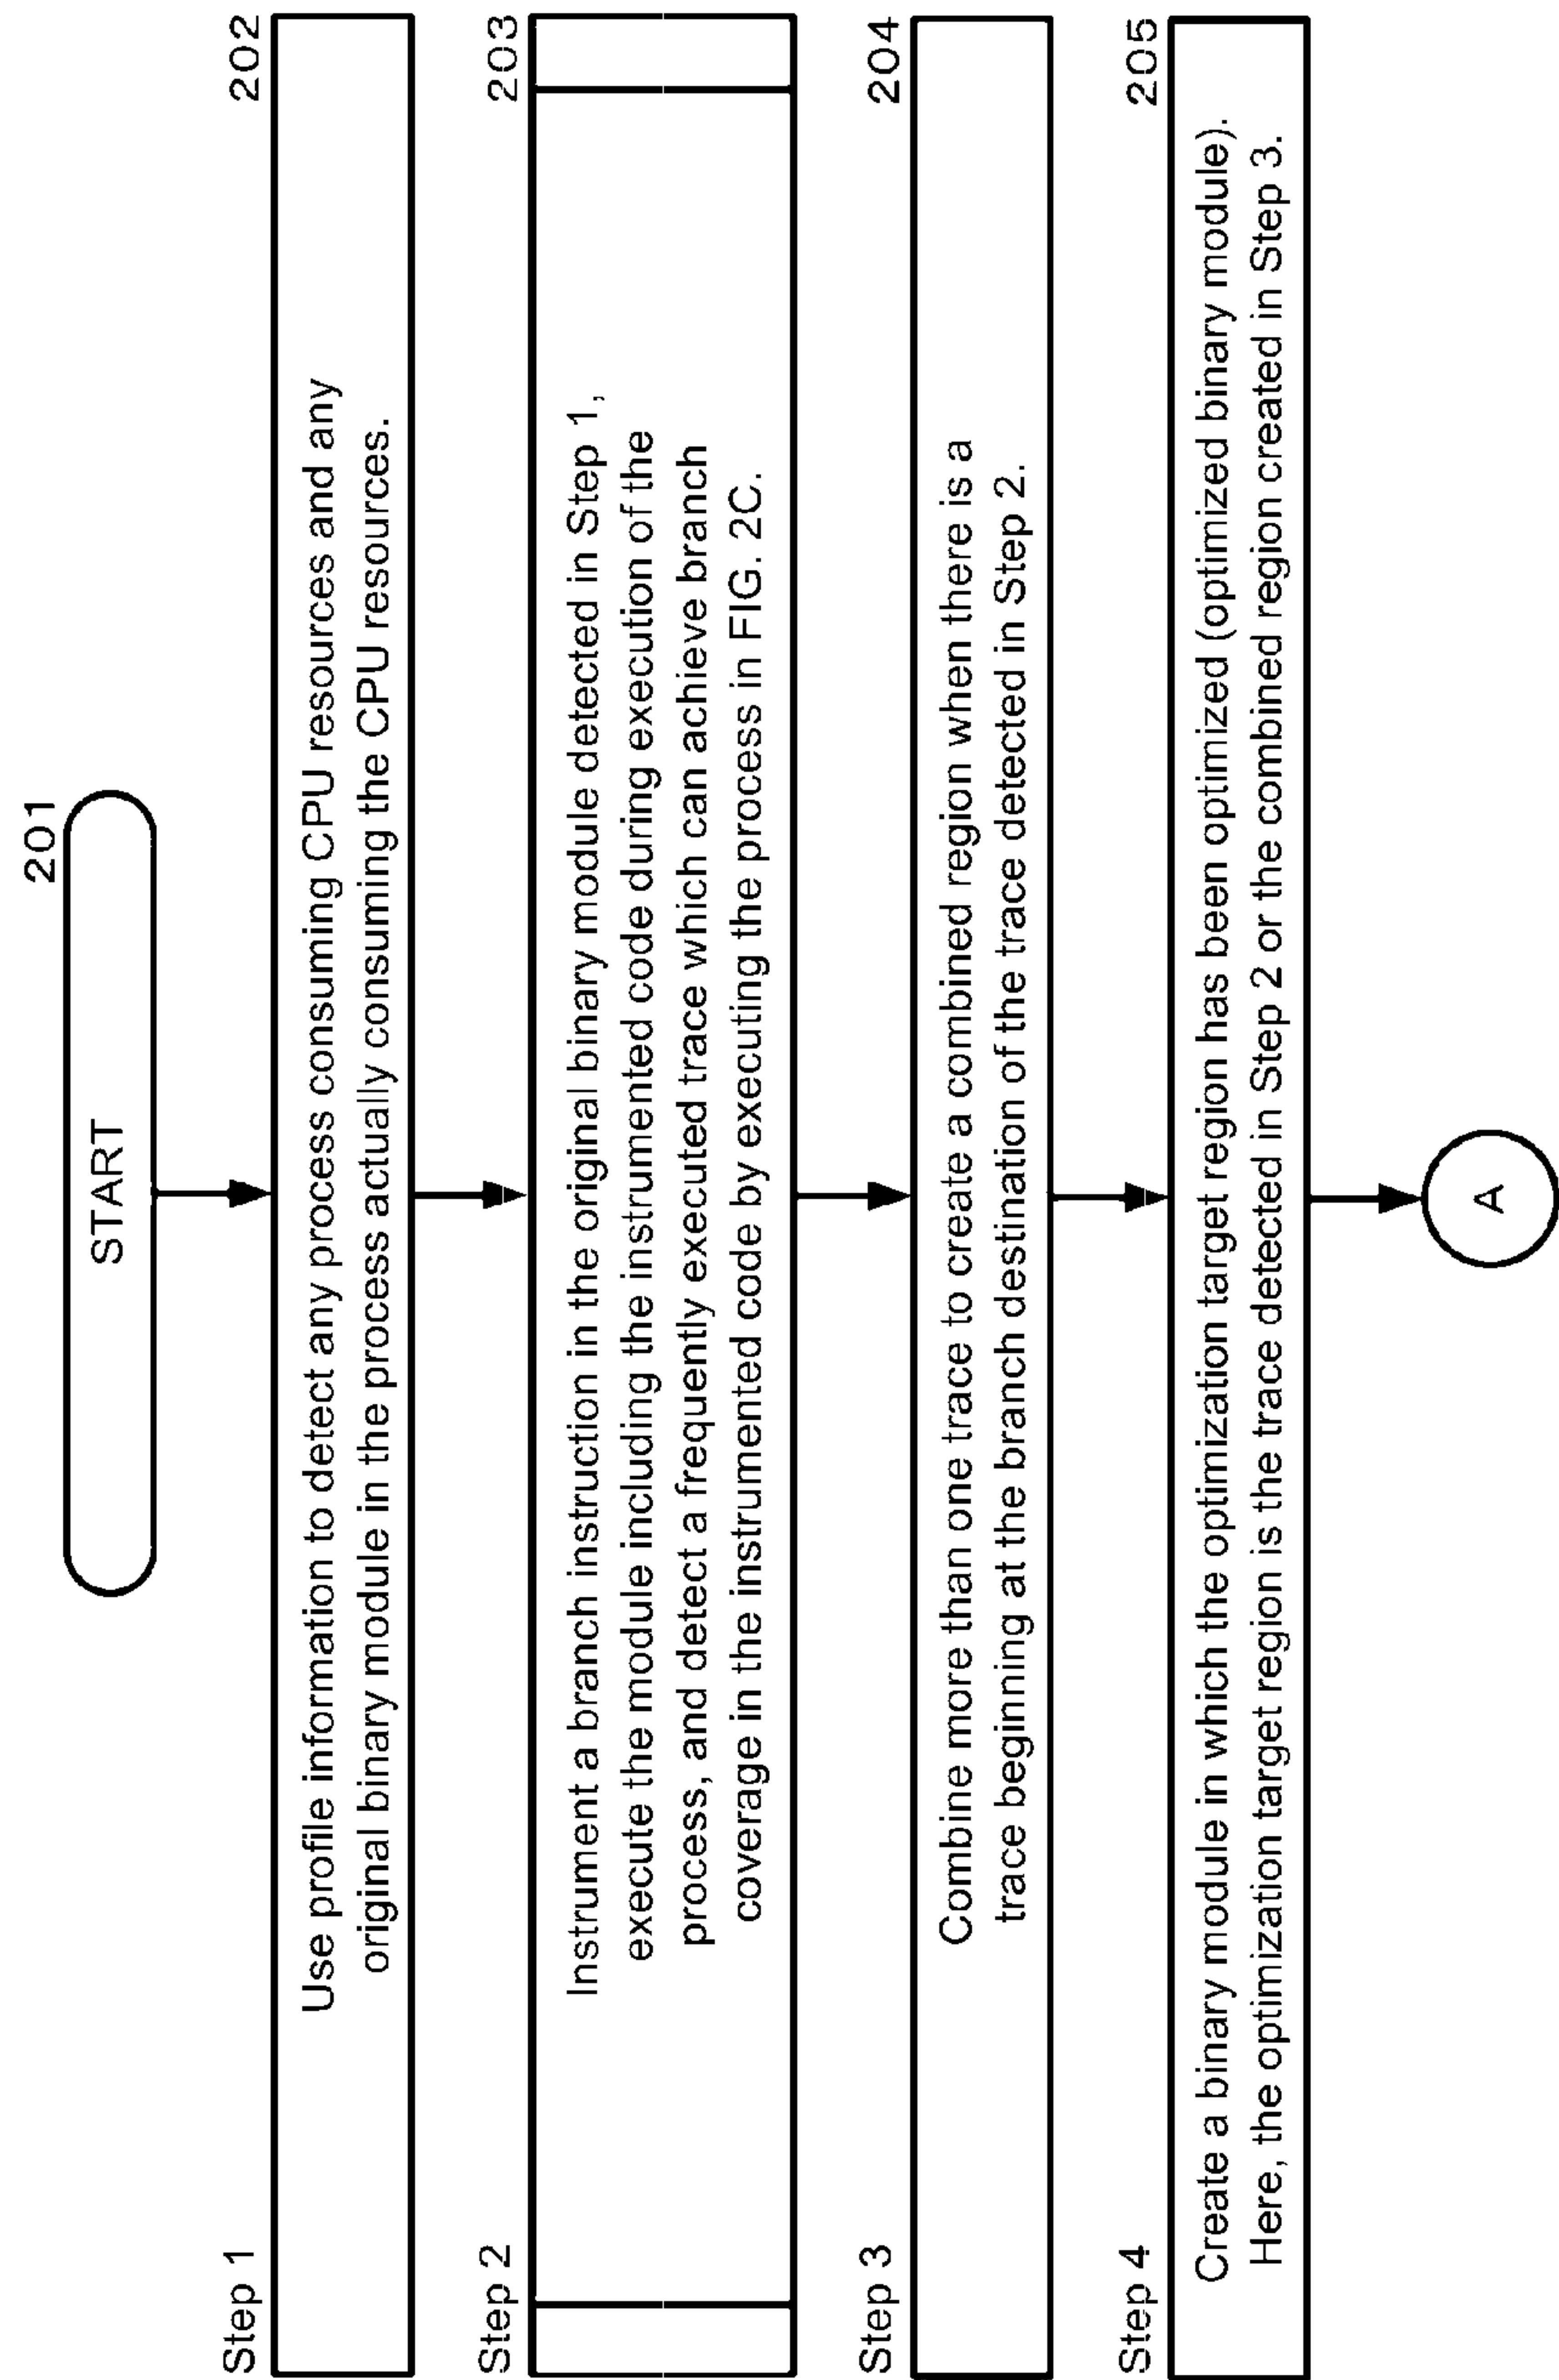 201
START
Step 1
202
Use profile information to detect any process consuming CPU resources and any
original binary module in the process actually consuming the CPU resources.
Step 2
203
Instrument a branch instruction in the original binary module detected in Step 1,
execute the module including the instrumented code during execution of the
process, and detect a frequently executed trace which can achieve branch
coverage in the instrumented code by executing the process in FIG. 2C.
Step 3
204
Combine more than one trace to create a combined region when there is a
trace beginning at the branch destination of the trace detected in Step 2.
Step 4
205
Create a binary module in which the optimization target region has been optimized (optimized binary module).
Here, the optimization target region is the trace detected in Step 2 or the combined region created in Step 3.
A